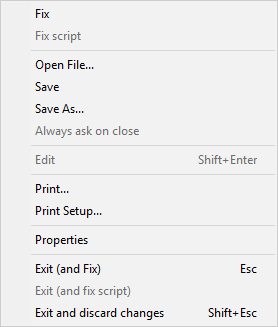 Fix
Fix script
Open File...
Save
Save As...
Always ask on close
Edit Shift+Enter
Print...
Print Setup...
Properties
Exit (and Fix) Esc
Exit (and fix script)
Exit and discard changes Shift+Esc